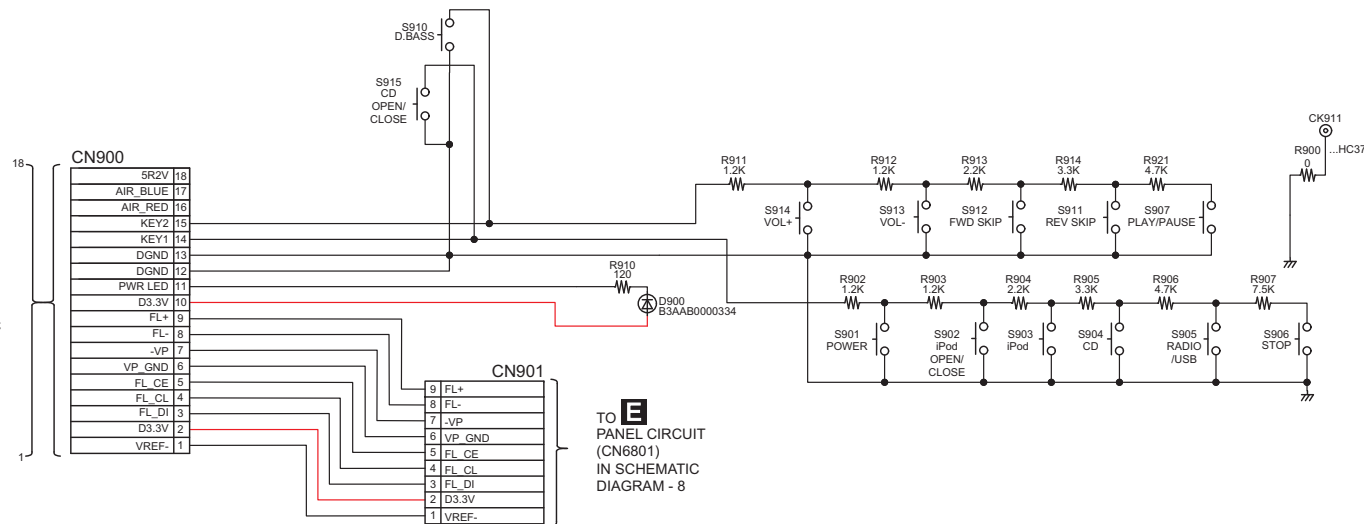 S910
D.BASS
S915
CD
OPEN/
CLOSE
CN900
18
1
5R2V 18
AIR_BLUE 17
AIR_RED 16
KEY2 15
KEY1 14
DGND 13
DGND 12
PWR LED 11
D3.3V 10
FL+ 9
FL- 8
-VP 7
VP_GND 6
FL_CE 5
FL_CL 4
FL_DI 3
D3.3V 2
VREF- 1
R911
1.2K
R912
1.2K
R913
2.2K
R914
3.3K
R921
4.7K
S914
VOL+
S913
VOL-
S912
FWD SKIP
S911
REV SKIP
S907
PLAY/PAUSE
CK911
...HC37
R900
0
R910
120
D900
B3AAB0000334
R902
1.2K
R903
1.2K
R904
2.2K
R905
3.3K
R906
4.7K
R907
7.5K
S901
POWER
S902
iPod
OPEN/
CLOSE
S903
iPod
S904
CD
S905
RADIO
/USB
S906
STOP
CN901
9 FL+
8 FL-
7 -VP
6 VP_GND
5 FL_CE
4 FL_CL
3 FL_DI
2 D3.3V
1 VREF-
TO E
PANEL CIRCUIT
(CN6801)
IN SCHEMATIC
DIAGRAM - 8